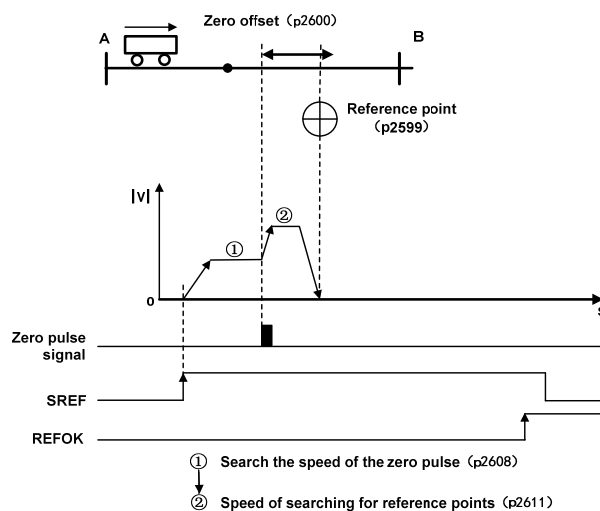 Zero offset（p2600）
A
B
Reference point
（p2599）
|V|
②
①
0
Zero pulse
signal
SREF
REFOK
① Search the speed of the zero pulse（p2608）
② Speed of searching for reference points（p2611）